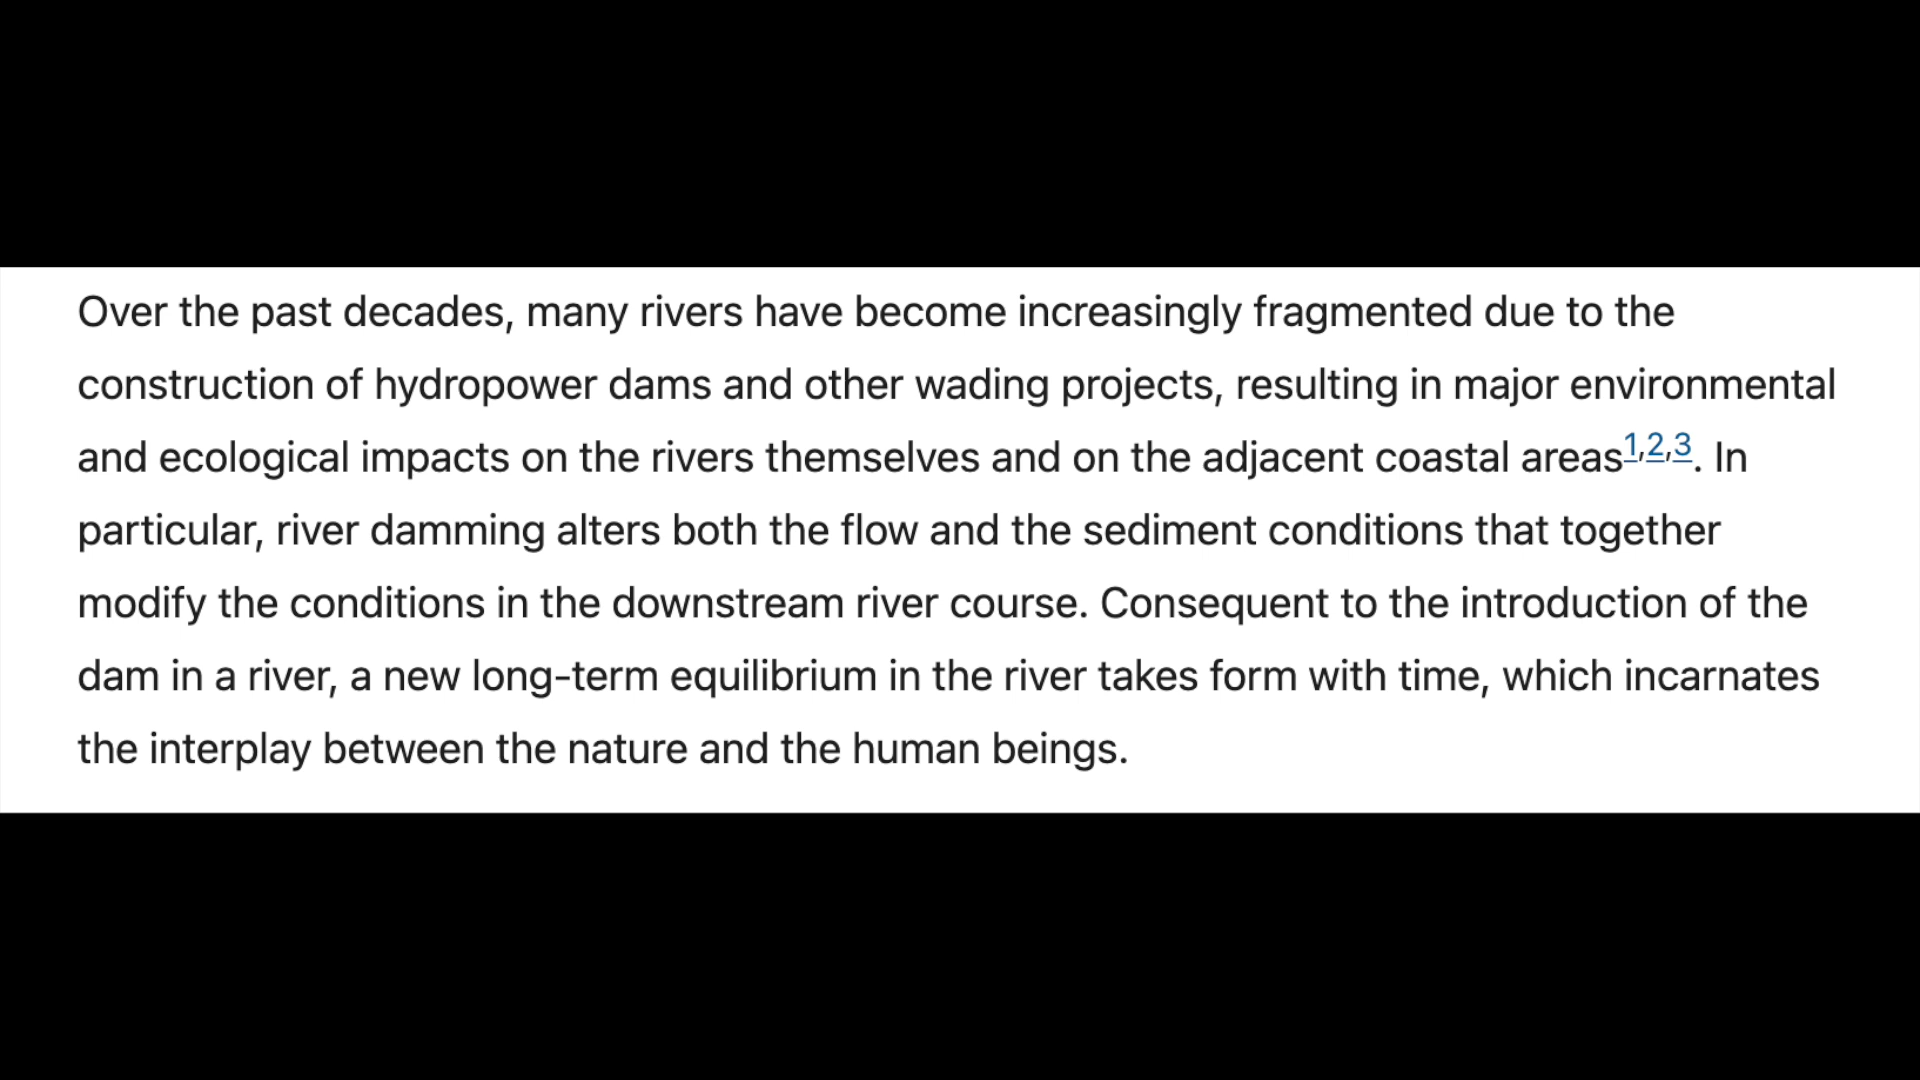 Over the past decades, many rivers have become increasingly fragmented due to the
construction of hydropower dams and other wading projects, resulting in major environmental
and ecological impacts on the rivers themselves and on the adjacent coastal areas1,2,3. In
particular, river damming alters both the flow and the sediment conditions that together
modify the conditions in the downstream river course. Consequent to the introduction of the
dam in a river, a new long-term equilibrium in the river takes form with time, which incarnates
the interplay between the nature and the human beings.